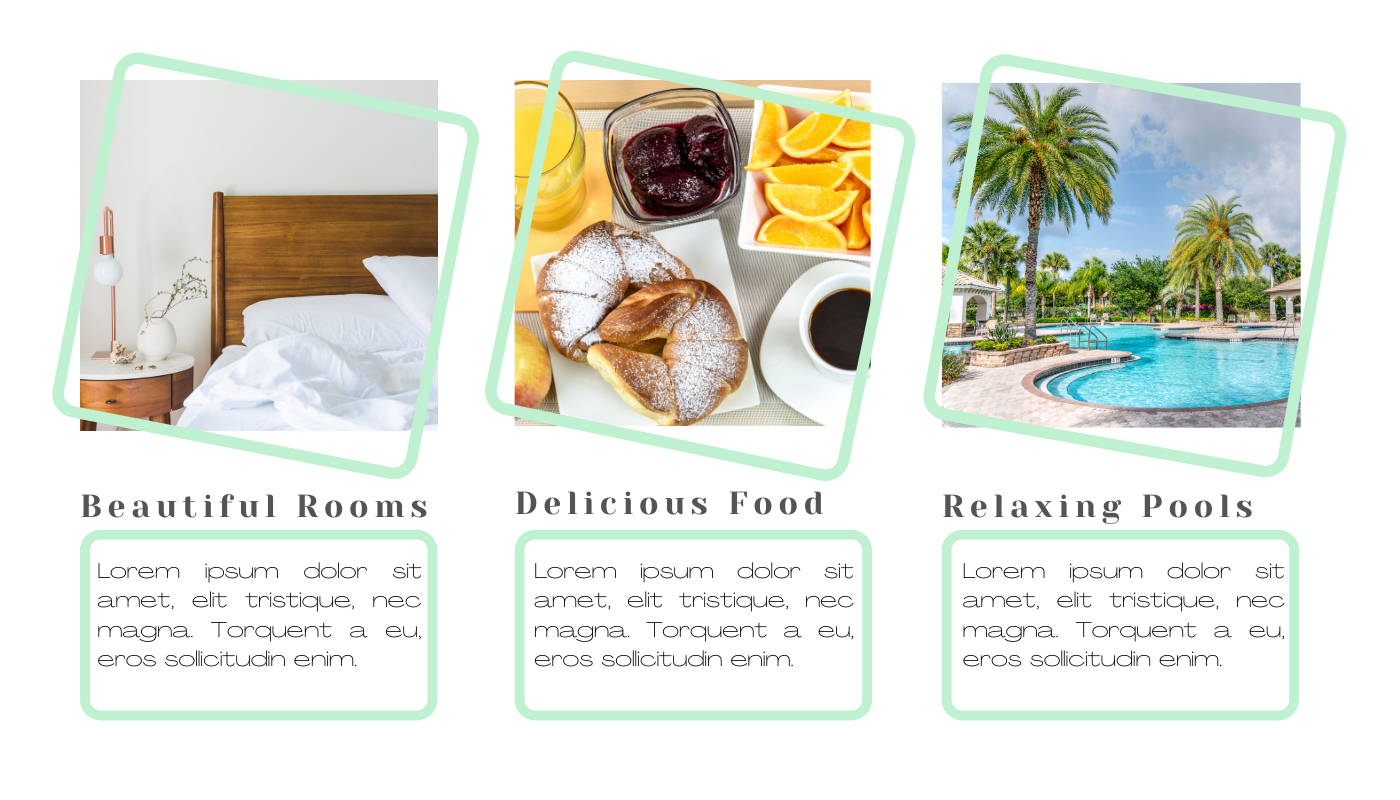 Beautiful Rooms
Lorem ipsum dolor sit
amet, elit tristique, nec
magna. Torquent a eu,
eros sollicitudin enim.
Delicious Food
Lorem ipsum dolor sit
amet, elit tristique, nec
magna. Torquent a eu,
eros sollicitudin enim.
Relaxing Pools
Lorem ipsum dolor sit
amet, elit tristique, nec
magna. Torquent a eu,
eros sollicitudin enim.